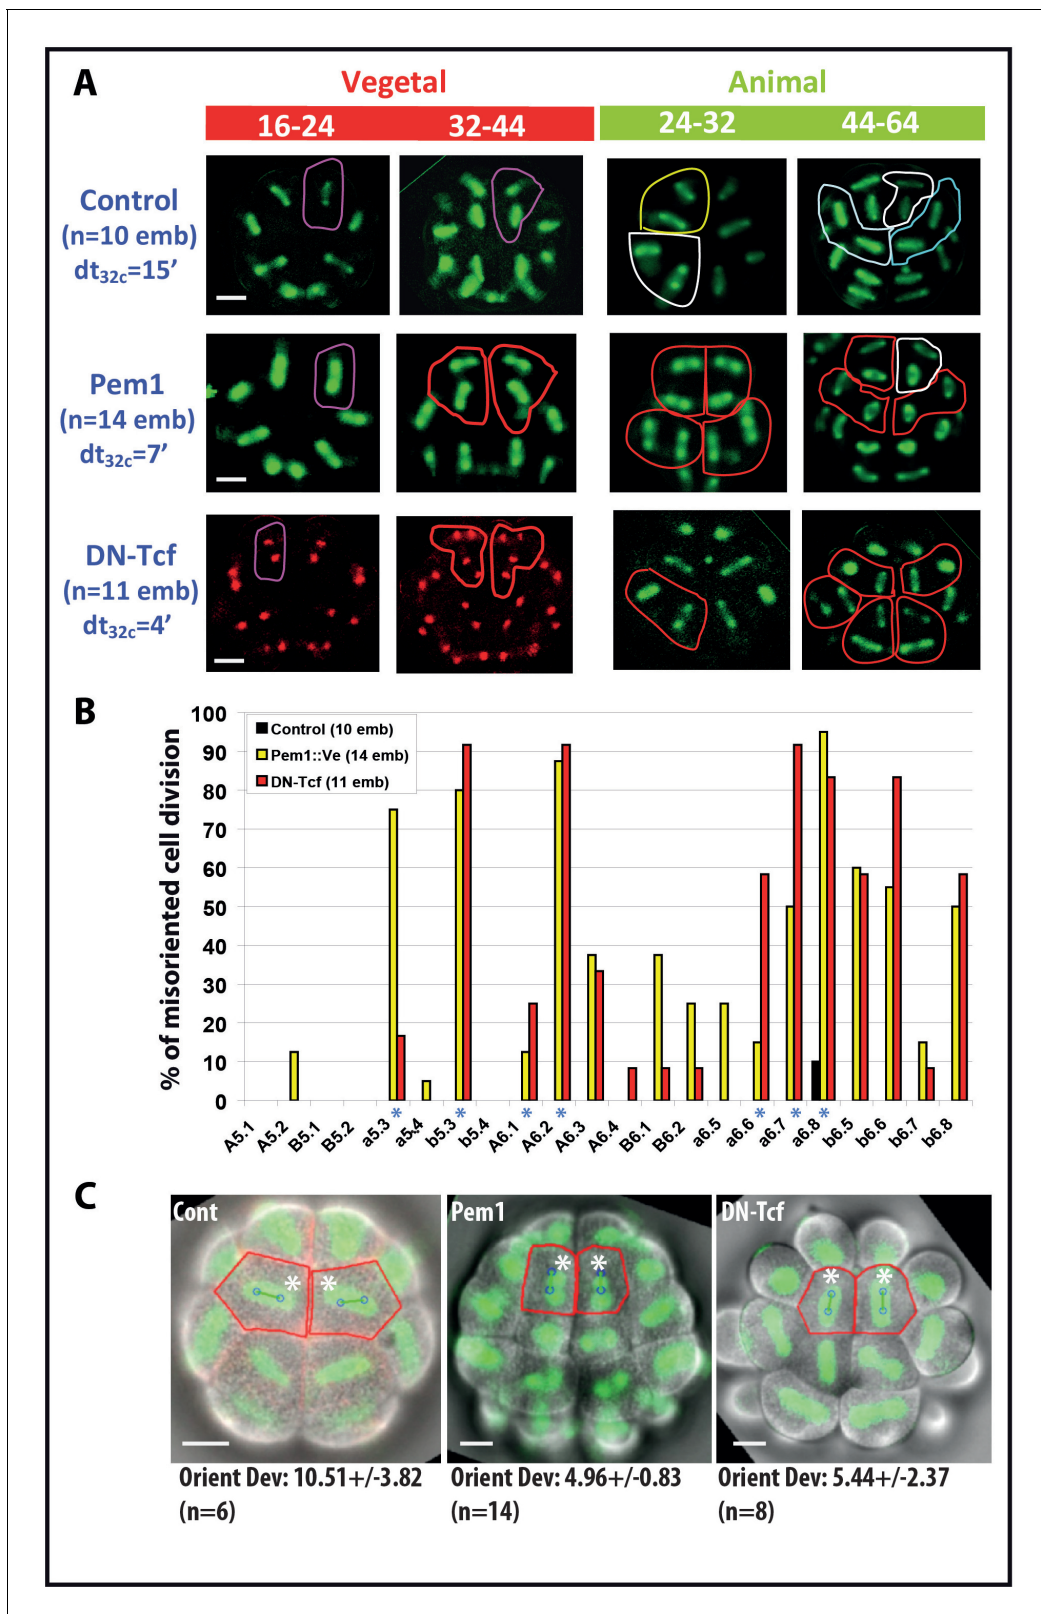 A
Vegetal
Animal
16-24
32-44
24-32
44-64
Control
(n=10 emb)
dt32c=15’
Pem1
(n=14 emb)
dt32c=7’
DN-Tcf
(n=11 emb)
dt32c=4’
B
% of misoriented cell division
100
90
80
70
60
50
40
30
20
10
0
Control (10 emb)
Pem1::Ve (14 emb)
DN-Tcf (11 emb)
A5.1
A5.2
B5.1
B5.2
a5.3
*
a5.4
b5.3
*
b5.4
A6.1
*
A6.2
*
A6.3
A6.4
B6.1
B6.2
a6.5
a6.6
*
a6.7
*
a6.8
*
b6.5
b6.6
b6.7
b6.8
C
Cont
* *
Pem1
* *
DN-Tcf
* *
Orient Dev: 10.51+/-3.82
(n=6)
Orient Dev: 4.96+/-0.83
(n=14)
Orient Dev: 5.44+/-2.37
(n=8)